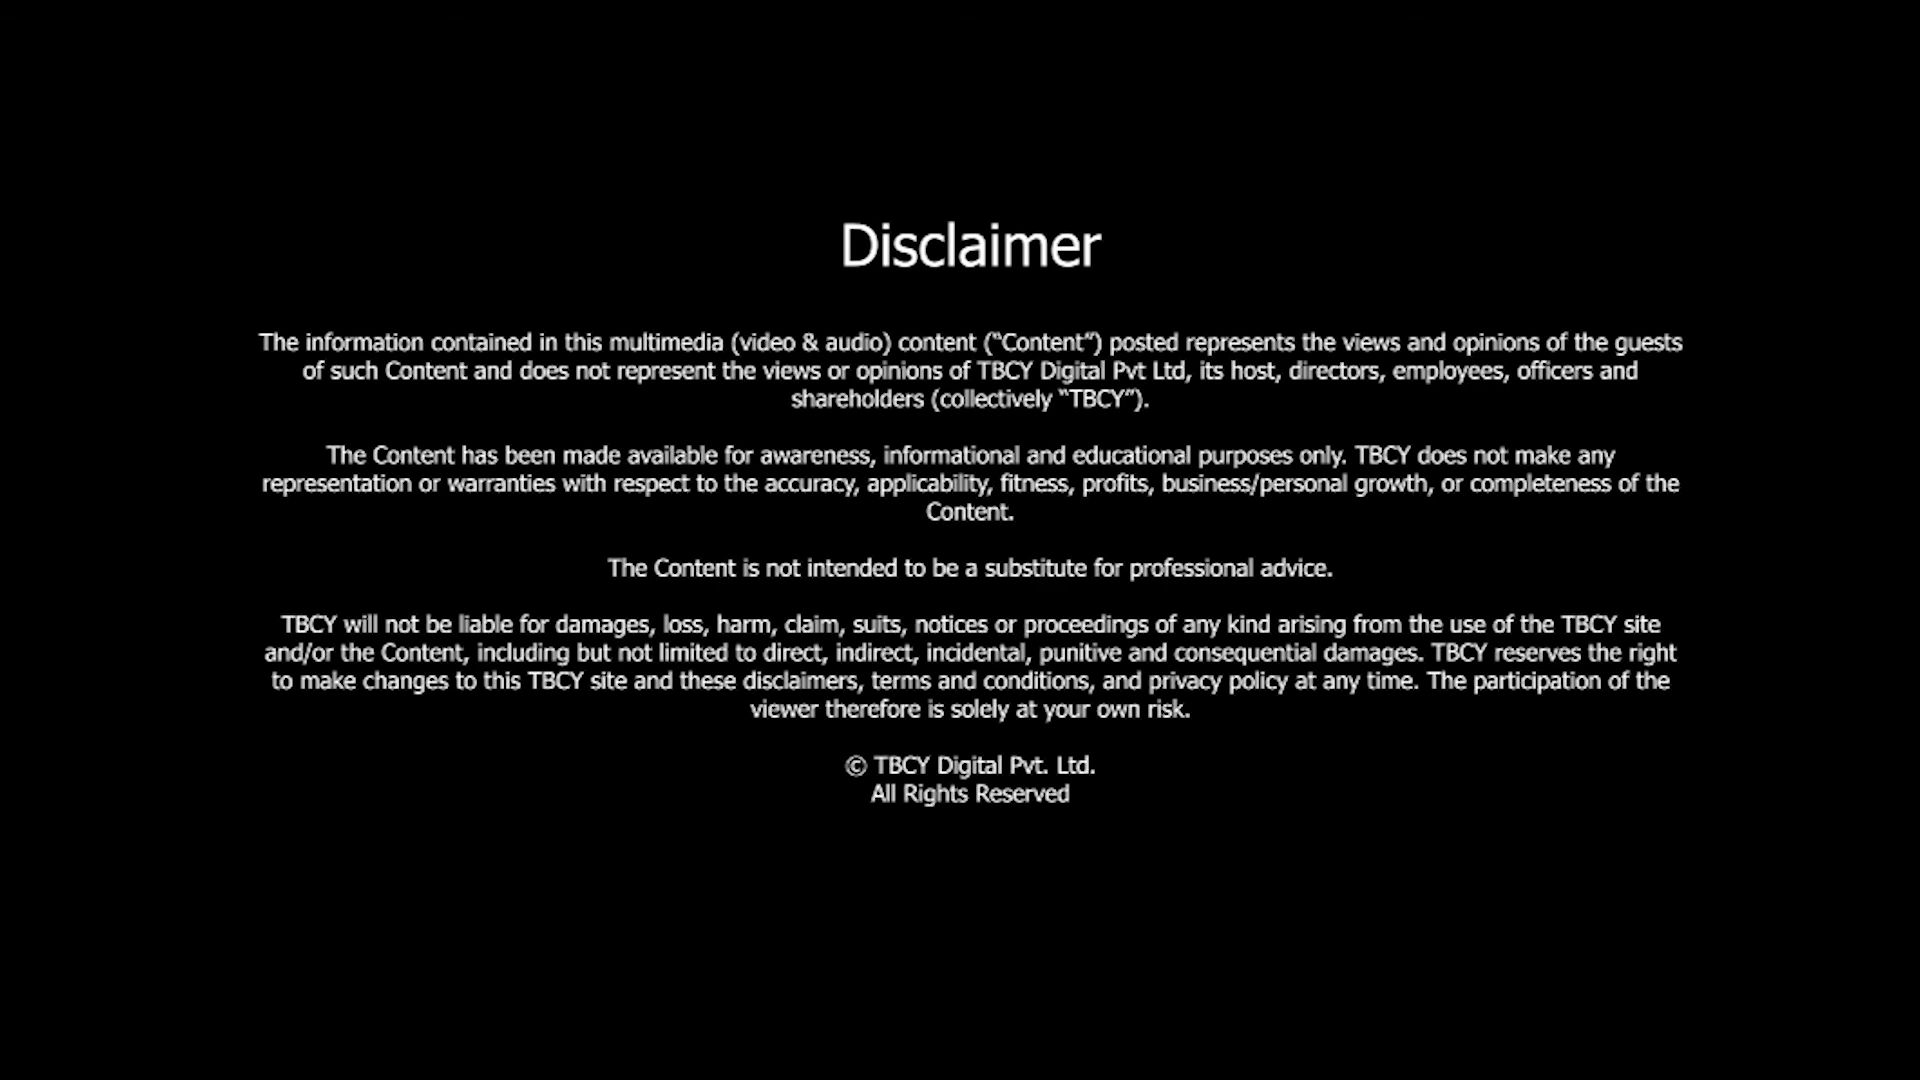 Disclaimer
The information contained in this multimedia (video & audio) content (“Content”) posted represents the views and opinions of the guests
of such Content and does not represent the views or opinions of TBCY Digital Pvt Ltd, its host, directors, employees, officers and
shareholders (collectively “TBCY”).
The Content has been made available for awareness, informational and educational purposes only. TBCY does not make any
representation or warranties with respect to the accuracy, applicability, fitness, profits, business/personal growth, or completeness of the
Content.
The Content is not intended to be a substitute for professional advice.
TBCY will not be liable for damages, loss, harm, claim, suits, notices or proceedings of any kind arising from the use of the TBCY site
and/or the Content, including but not limited to direct, indirect, incidental, punitive and consequential damages. TBCY reserves the right
to make changes to this TBCY site and these disclaimers, terms and conditions, and privacy policy at any time. The participation of the
viewer therefore is solely at your own risk.
© TBCY Digital Pvt. Ltd.
All Rights Reserved